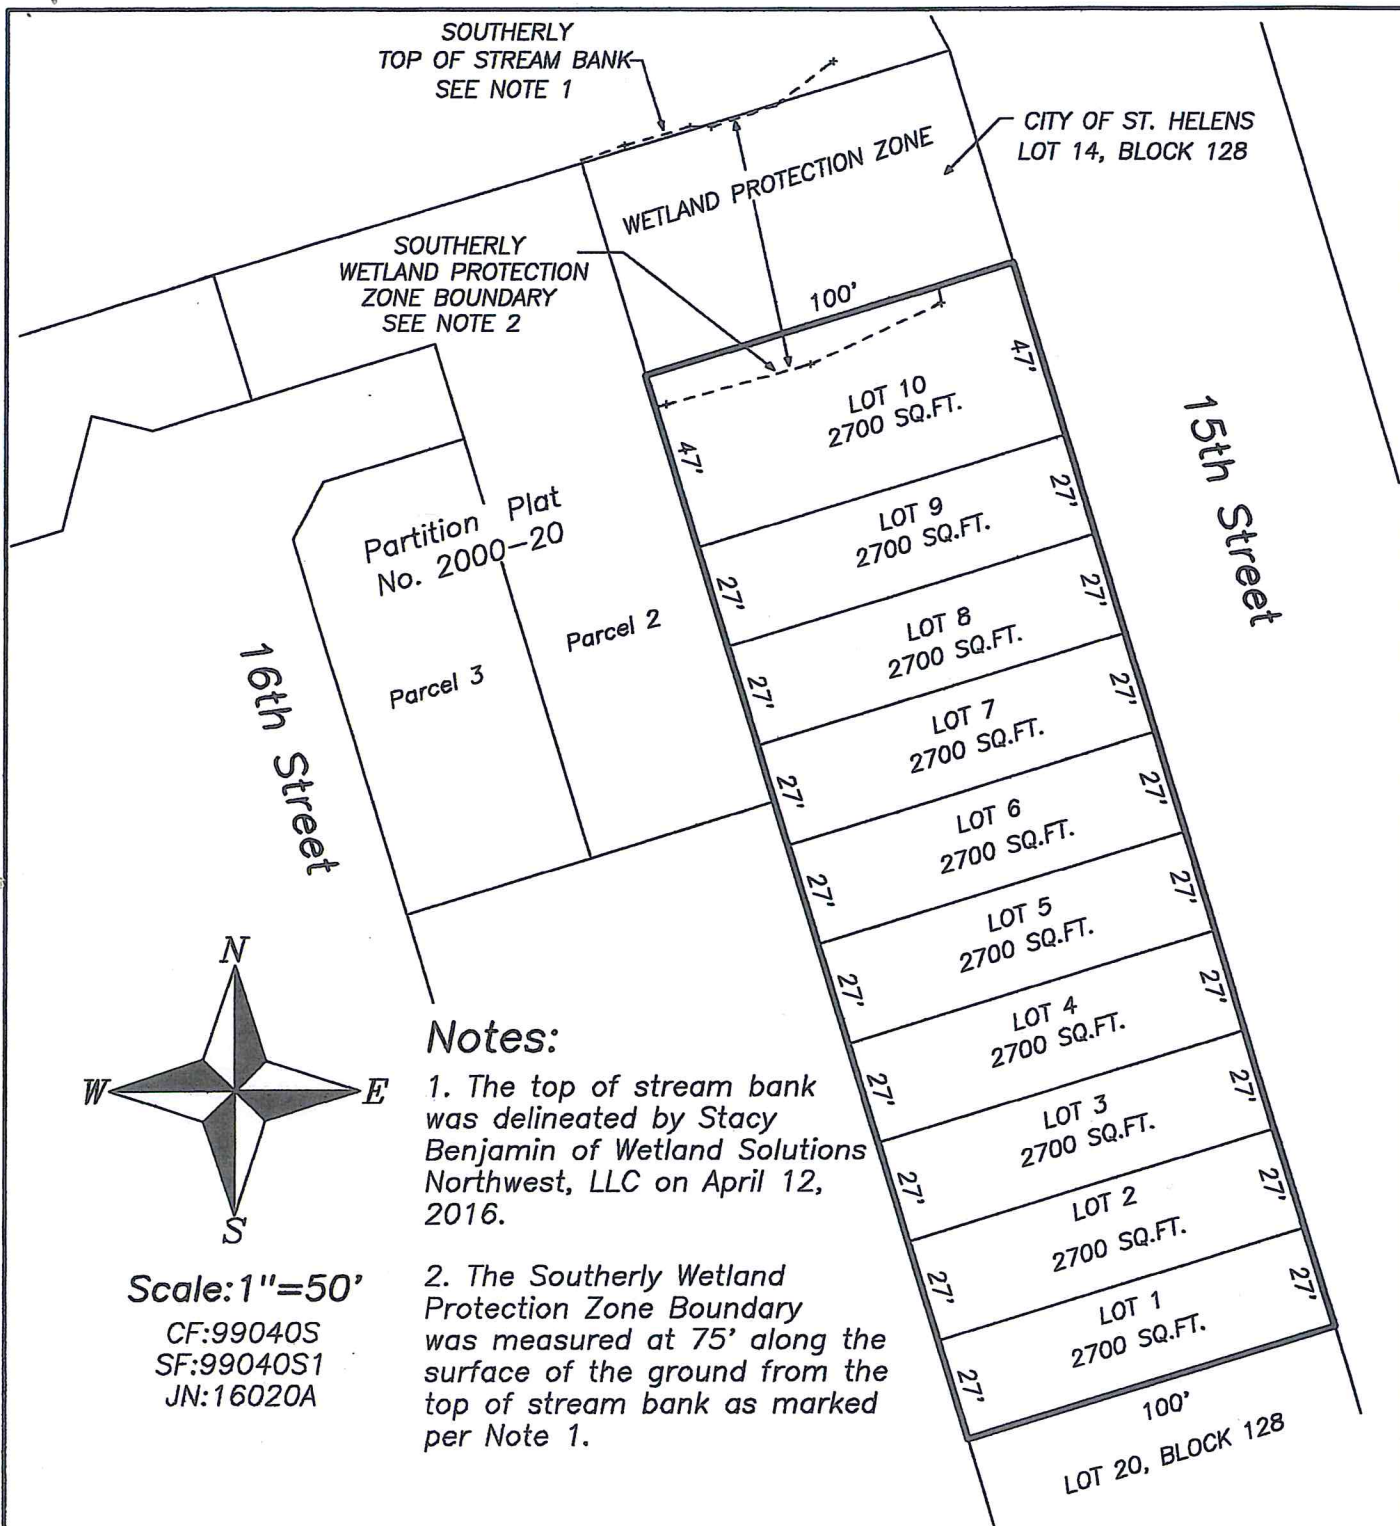 SOUTHERLY
TOP OF STREAM BANK
SEE NOTE 1
CITY OF ST. HELENS
LOT 14, BLOCK 128
WETLAND PROTECTION ZONE
SOUTHERLY
WETLAND PROTECTION
ZONE BOUNDARY
SEE NOTE 2
100'
47'
LOT 10
2700 SQ.FT.
47'
15th Street
LOT 9
2700 SQ.FT.
27'
27'
Partition Plat
No. 2000-20
LOT 8
2700 SQ.FT.
27'
27'
Parcel 2
Parcel 3
16th Street
LOT 7
2700 SQ.FT.
27'
27'
LOT 6
2700 SQ.FT.
27'
27'
LOT 5
2700 SQ.FT.
27'
27'
LOT 4
2700 SQ.FT.
27'
27'
LOT 3
2700 SQ.FT.
27'
27'
LOT 2
2700 SQ.FT.
27'
27'
LOT 1
2700 SQ.FT.
27'
27'
100'
LOT 20, BLOCK 128
N
W
E
S
Scale:1"=50'
CF:99040S
SF:99040S1
JN:16020A
Notes:
1. The top of stream bank
was delineated by Stacy
Benjamin of Wetland Solutions
Northwest, LLC on April 12,
2016.
2. The Southerly Wetland
Protection Zone Boundary
was measured at 75' along the
surface of the ground from the
top of stream bank as marked
per Note 1.